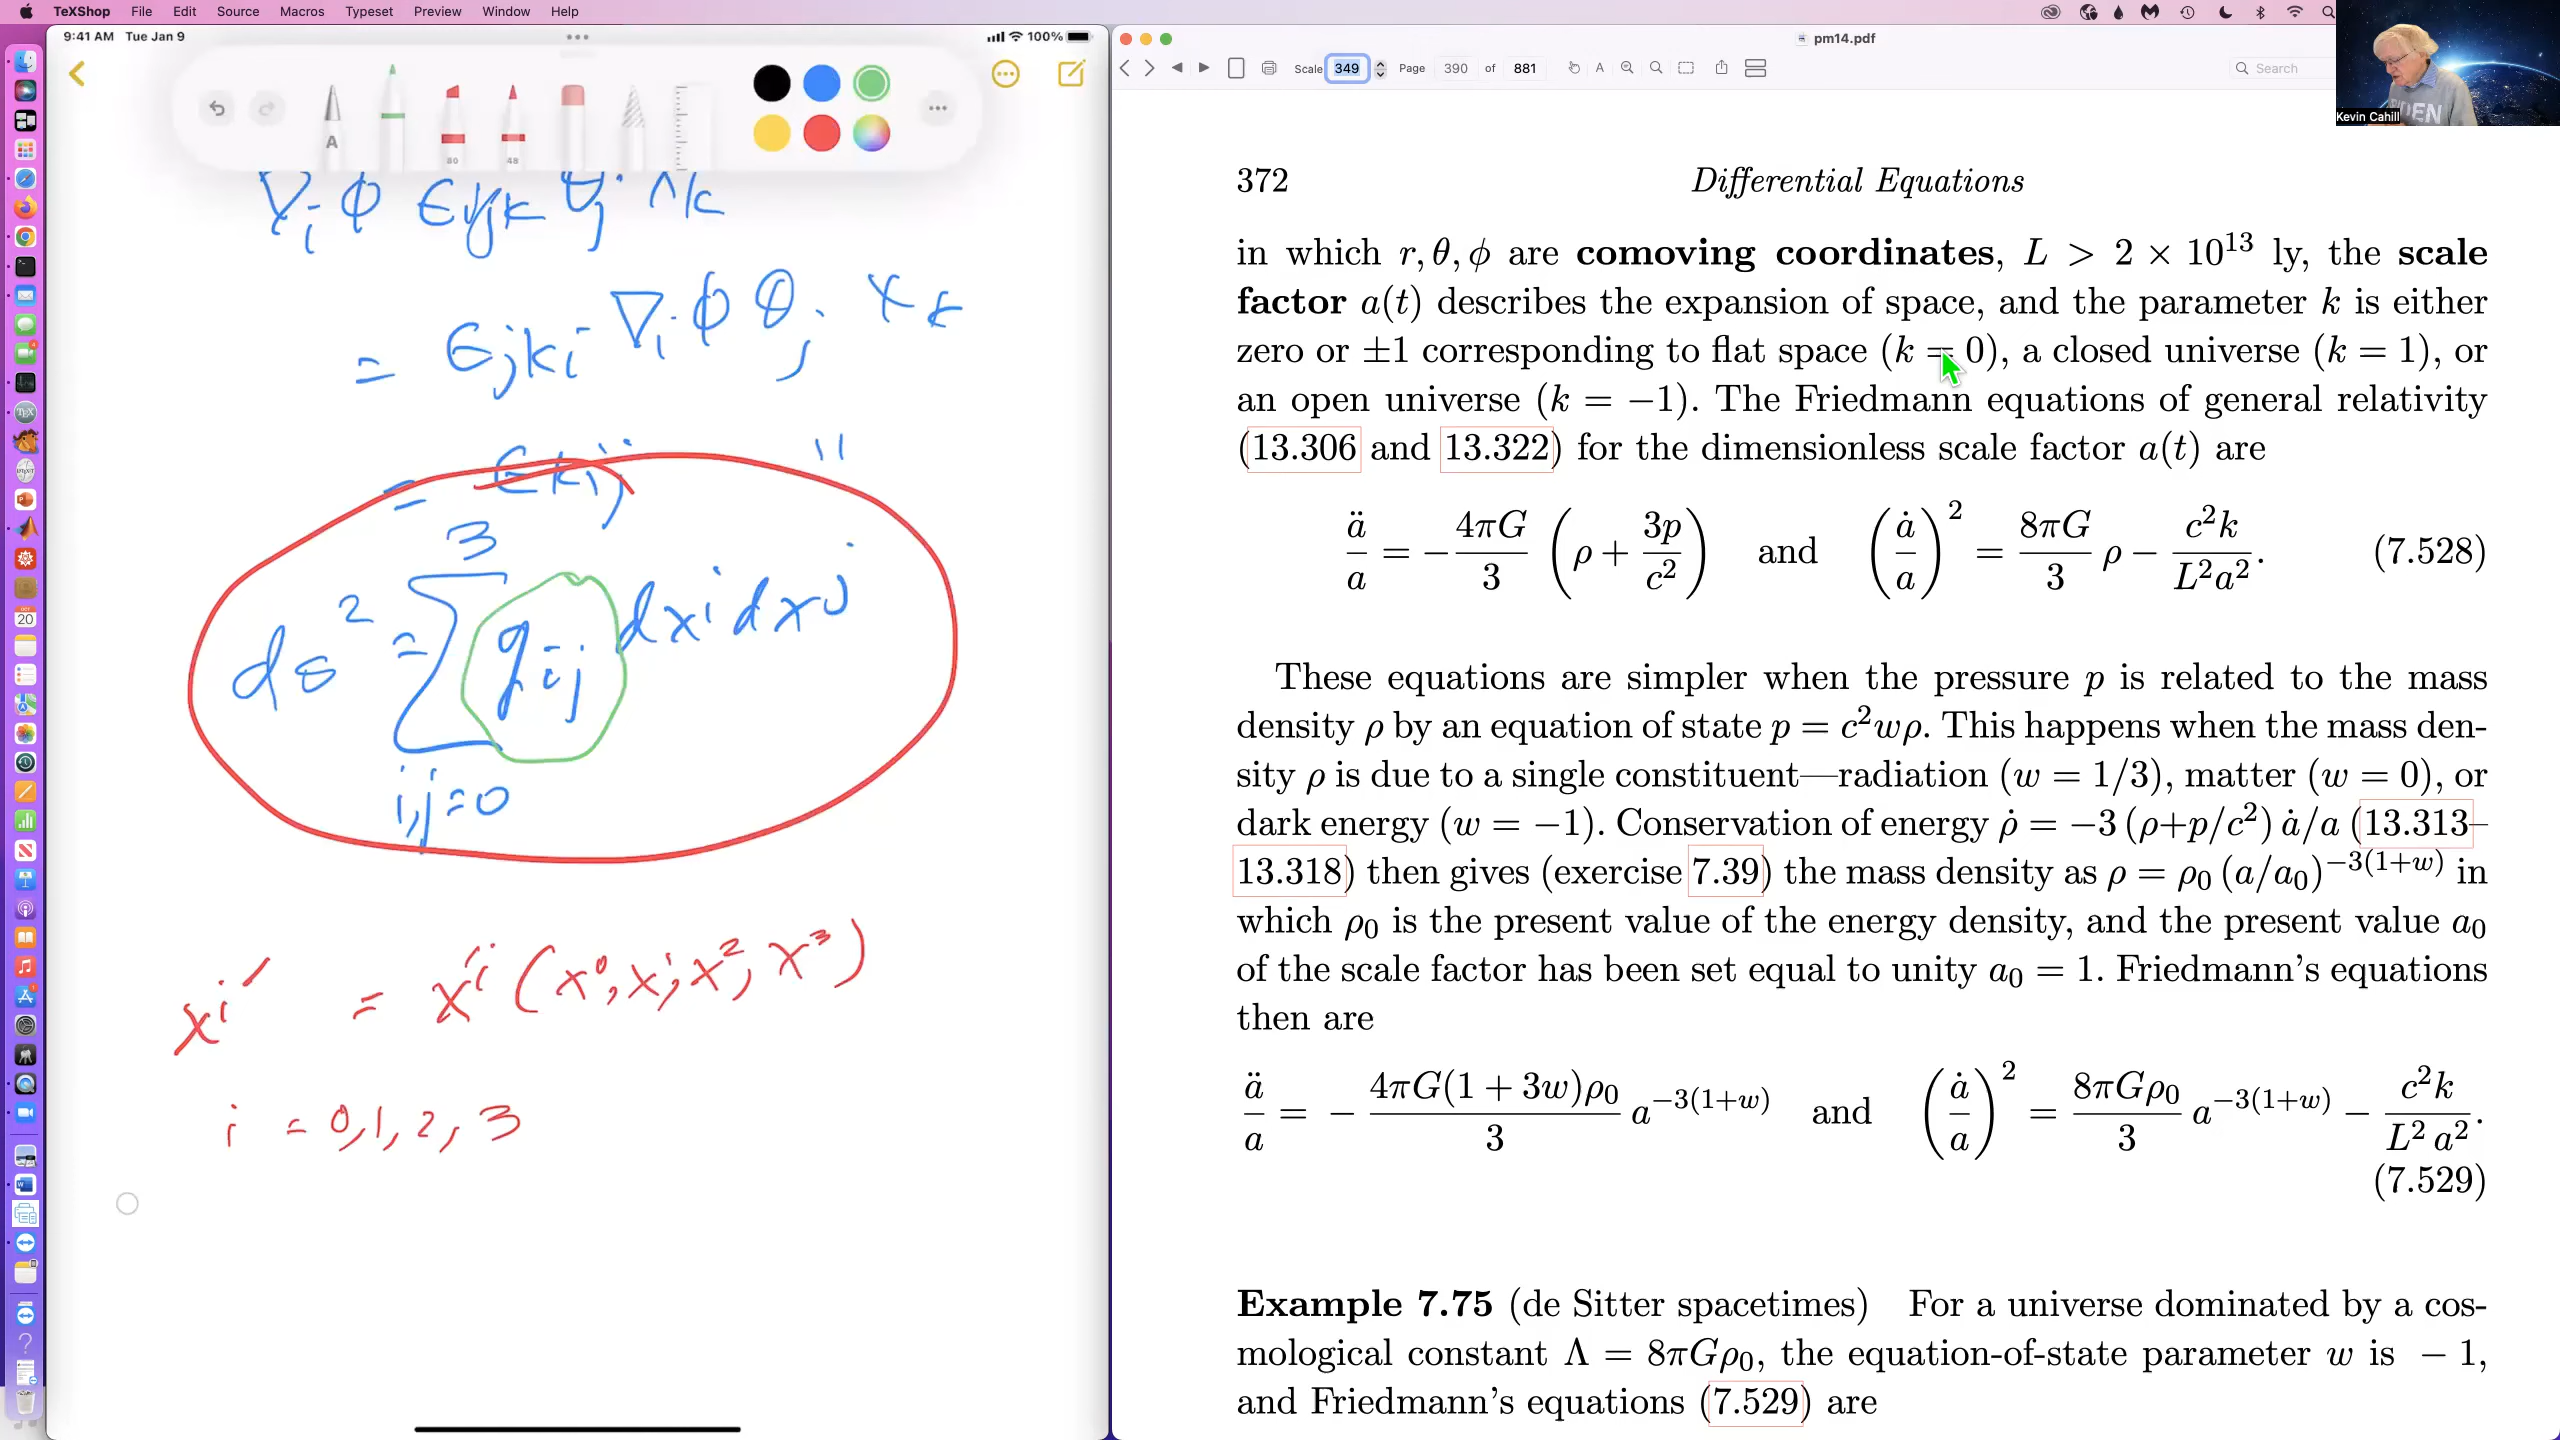 TeXShop File Edit Source Macros Typeset Preview Window Help
9:41 AM Tue Jan 9
100%
A
80
48
∇ᵢ ϕ
= ϵjki ∇ᵢϕ θⱼ xₖ
= ϵkij "
ds² = Σ gij dxⁱ dxʲ
3
i,j=0
xⁱ′ = x′ⁱ (x⁰, x¹, x², x³)
i = 0,1, 2, 3
pm14.pdf
Scale 349 Page 390 of 881
A
Search
Kevin Cahill
372 Differential Equations
in which r, θ, ϕ are comoving coordinates, L > 2 × 10¹³ ly, the scale
factor a(t) describes the expansion of space, and the parameter k is either
zero or ±1 corresponding to flat space (k = 0), a closed universe (k = 1), or
an open universe (k = −1). The Friedmann equations of general relativity
(13.306 and 13.322) for the dimensionless scale factor a(t) are
ä/a = − 4πG/3 (ρ + 3p/c²) and (ȧ/a)² = 8πG/3 ρ − c²k/L²a². (7.528)
These equations are simpler when the pressure p is related to the mass
density ρ by an equation of state p = c²wρ. This happens when the mass den-
sity ρ is due to a single constituent—radiation (w = 1/3), matter (w = 0), or
dark energy (w = −1). Conservation of energy ρ̇ = −3 (ρ+p/c²) ȧ/a (13.313–
13.318) then gives (exercise 7.39) the mass density as ρ = ρ₀ (a/a₀)⁻³⁽¹⁺ʷ⁾ in
which ρ₀ is the present value of the energy density, and the present value a₀
of the scale factor has been set equal to unity a₀ = 1. Friedmann’s equations
then are
ä/a = − 4πG(1 + 3w)ρ₀/3 a⁻³⁽¹⁺ʷ⁾ and (ȧ/a)² = 8πGρ₀/3 a⁻³⁽¹⁺ʷ⁾ − c²k/L² a².
(7.529)
Example 7.75 (de Sitter spacetimes) For a universe dominated by a cos-
mological constant Λ = 8πGρ₀, the equation-of-state parameter w is − 1,
and Friedmann’s equations (7.529) are